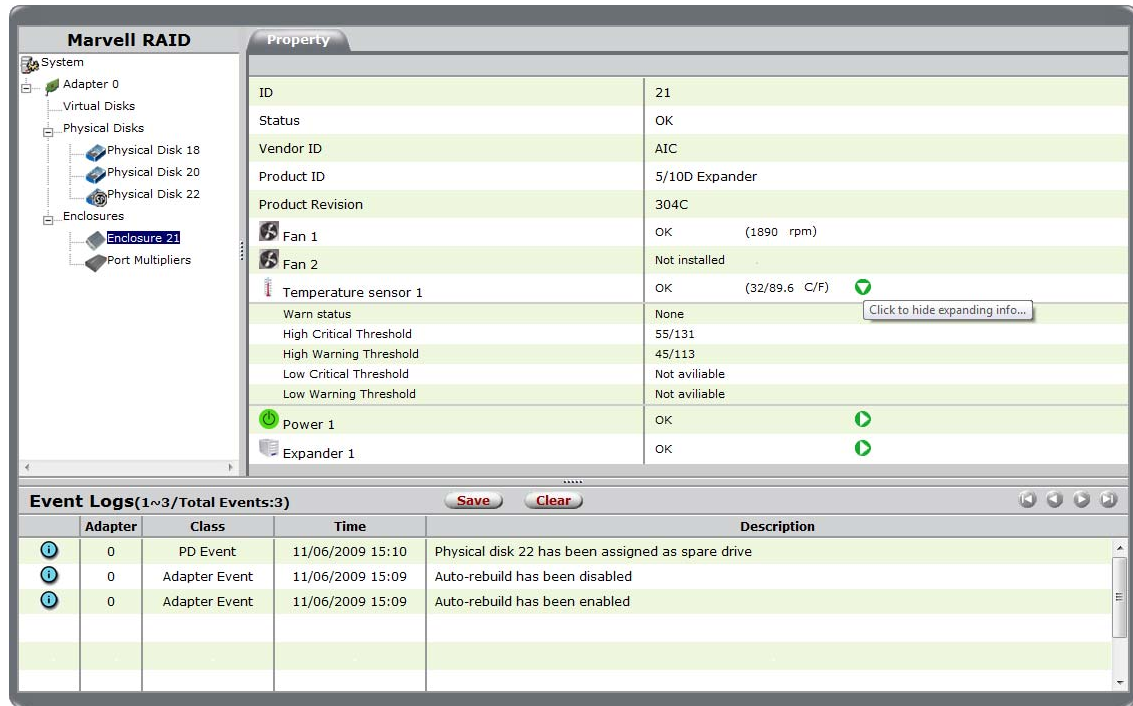 Marvell RAID
System
Adapter 0
Virtual Disks
Physical Disks
Physical Disk 18
Physical Disk 20
Physical Disk 22
Enclosures
Enclosure 21
Port Multipliers
Property
ID 21
Status OK
Vendor ID AIC
Product ID 5/10D Expander
Product Revision 304C
Fan 1 OK (1890 rpm)
Fan 2 Not installed
Temperature sensor 1 OK (32/89.6 C/F)
Click to hide expanding info...
Warn status None
High Critical Threshold 55/131
High Warning Threshold 45/113
Low Critical Threshold Not aviliable
Low Warning Threshold Not aviliable
Power 1 OK
Expander 1 OK
Event Logs(1~3/Total Events:3) Save Clear
Adapter Class Time Description
0 PD Event 11/06/2009 15:10 Physical disk 22 has been assigned as spare drive
0 Adapter Event 11/06/2009 15:09 Auto-rebuild has been disabled
0 Adapter Event 11/06/2009 15:09 Auto-rebuild has been enabled